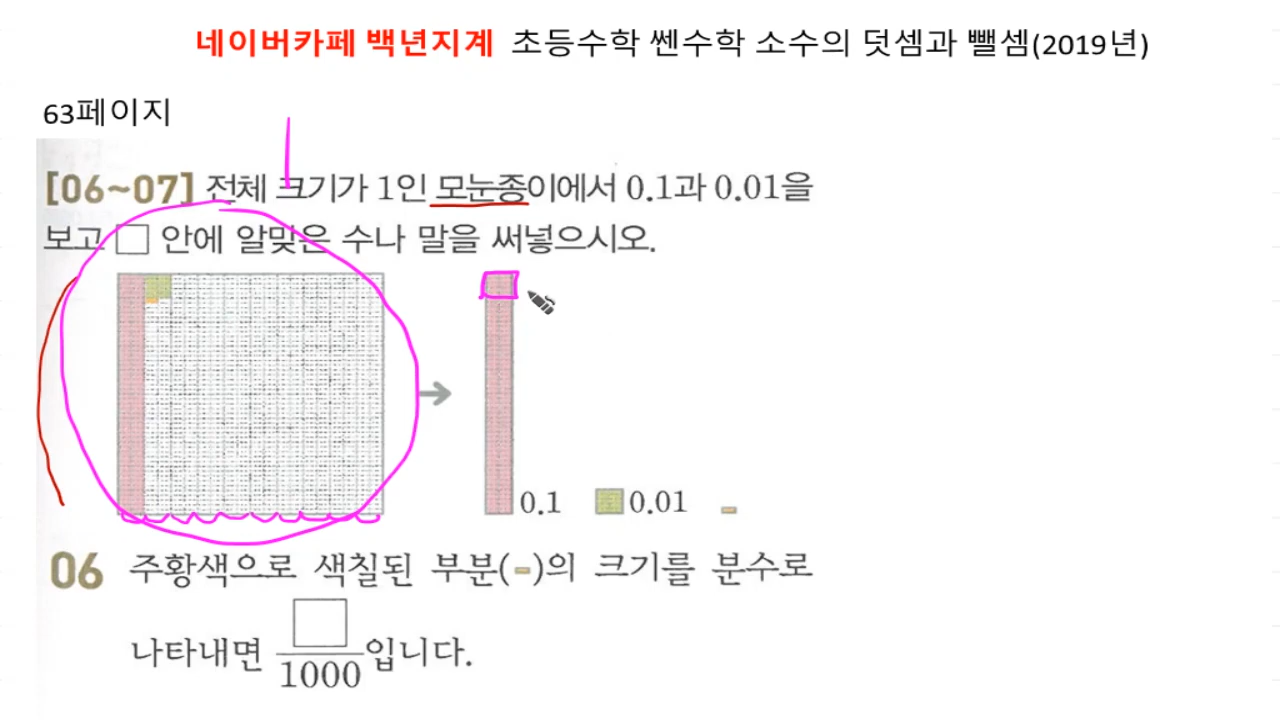 네이버카페 백년지계 초등수학 쎈수학 소수의 덧셈과 뺄셈(2019년)
63페이지
[06~07] 전체 크기가 1인 모눈종이에서 0.1과 0.01을
보고 □ 안에 알맞은 수나 말을 써넣으시오.
0.1 0.01
06 주황색으로 색칠된 부분( )의 크기를 분수로
나타내면 □/1000입니다.